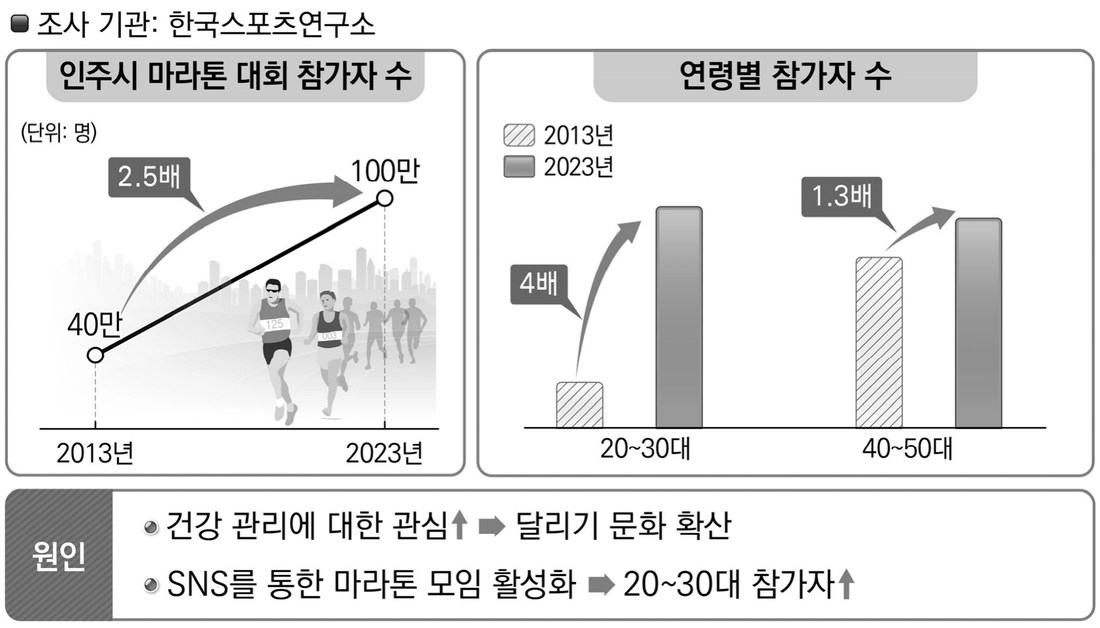 조사 기관: 한국스포츠연구소
인주시 마라톤 대회 참가자 수
(단위: 명)
2.5배
100만
40만
125
003
2013년
2023년
연령별 참가자 수
2013년
2023년
4배
1.3배
20~30대
40~50대
원인
건강 관리에 대한 관심↑ ➡ 달리기 문화 확산
SNS를 통한 마라톤 모임 활성화 ➡ 20~30대 참가자↑